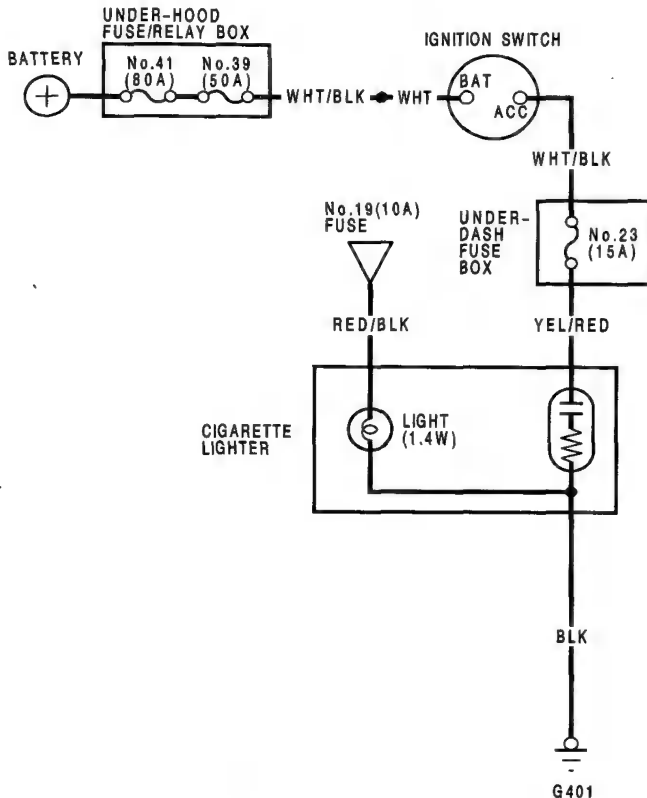 UNDER-HOOD
FUSE/RELAY BOX
BATTERY
No.41
(80A)
No.39
(50A)
IGNITION SWITCH
BAT
ACC
WHT/BLK
WHT
WHT/BLK
No.19(10A)
FUSE
UNDER-
DASH
FUSE
BOX
No.23
(15A)
RED/BLK
YEL/RED
CIGARETTE
LIGHTER
LIGHT
(1.4W)
BLK
G401